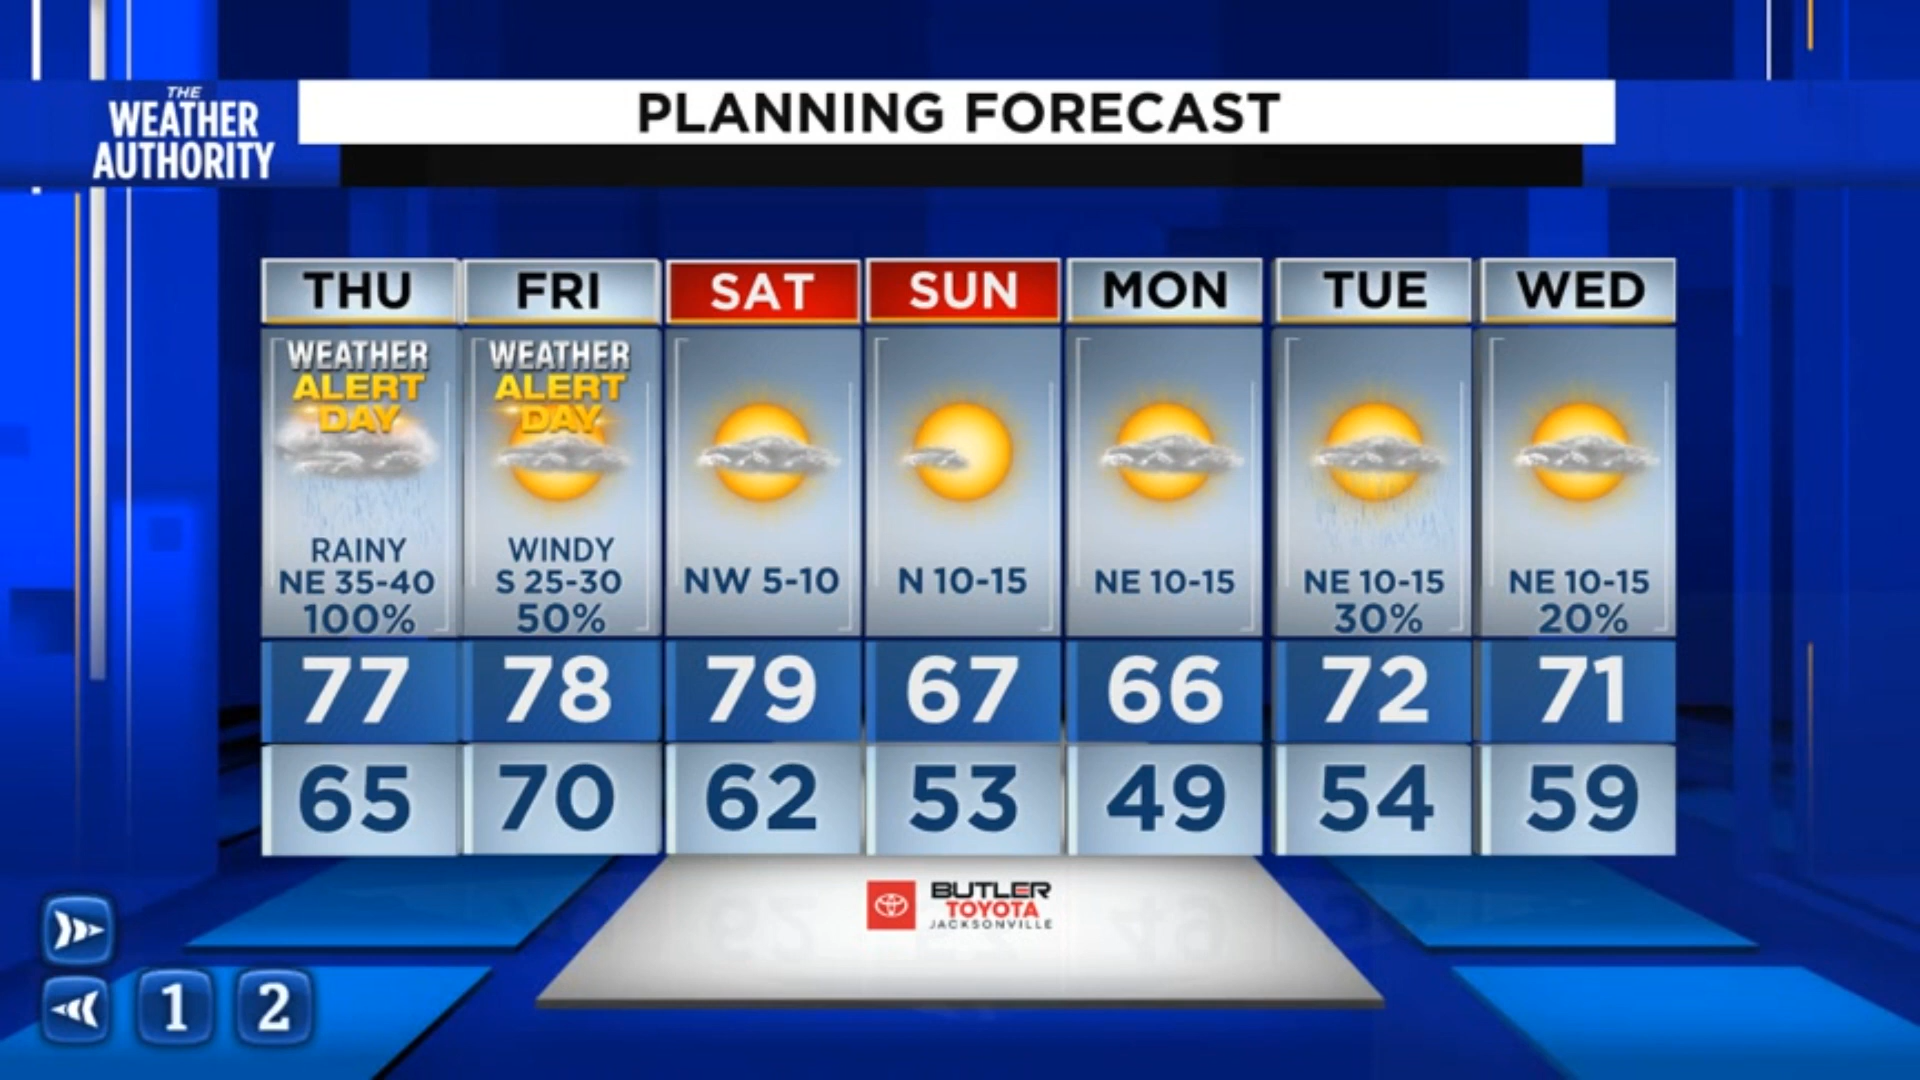 THE
WEATHER
AUTHORITY
PLANNING FORECAST
THU
FRI
SAT
SUN
MON
TUE
WED
WEATHER
ALERT
DAY
RAINY
NE 35-40
100%
WEATHER
ALERT
DAY
WINDY
S 25-30
50%
NW 5-10
N 10-15
NE 10-15
NE 10-15
30%
NE 10-15
20%
77
78
79
67
66
72
71
65
70
62
53
49
54
59
BUTLER
TOYOTA
JACKSONVILLE
1
2